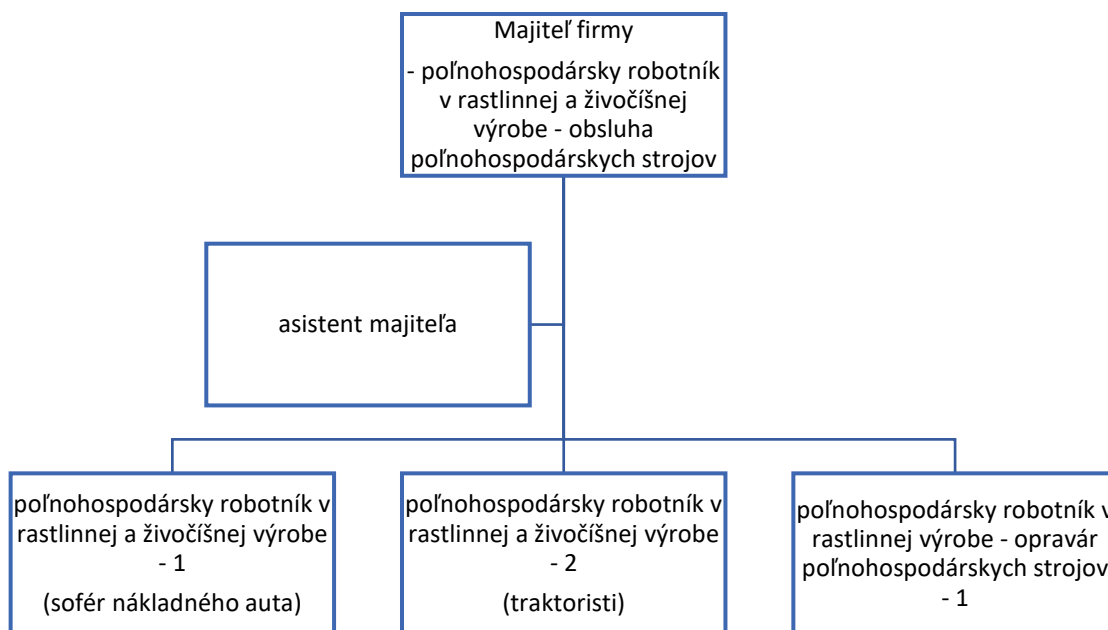 Majiteľ firmy
- poľnohospodársky robotník
v rastlinnej a živočíšnej
výrobe - obsluha
poľnohospodárskych strojov
asistent majiteľa
poľnohospodársky robotník v
rastlinnej a živočíšnej výrobe
- 1
(sofér nákladného auta)
poľnohospodársky robotník v
rastlinnej a živočíšnej výrobe
- 2
(traktoristi)
poľnohospodársky robotník v
rastlinnej výrobe - opravár
poľnohospodárskych strojov
- 1